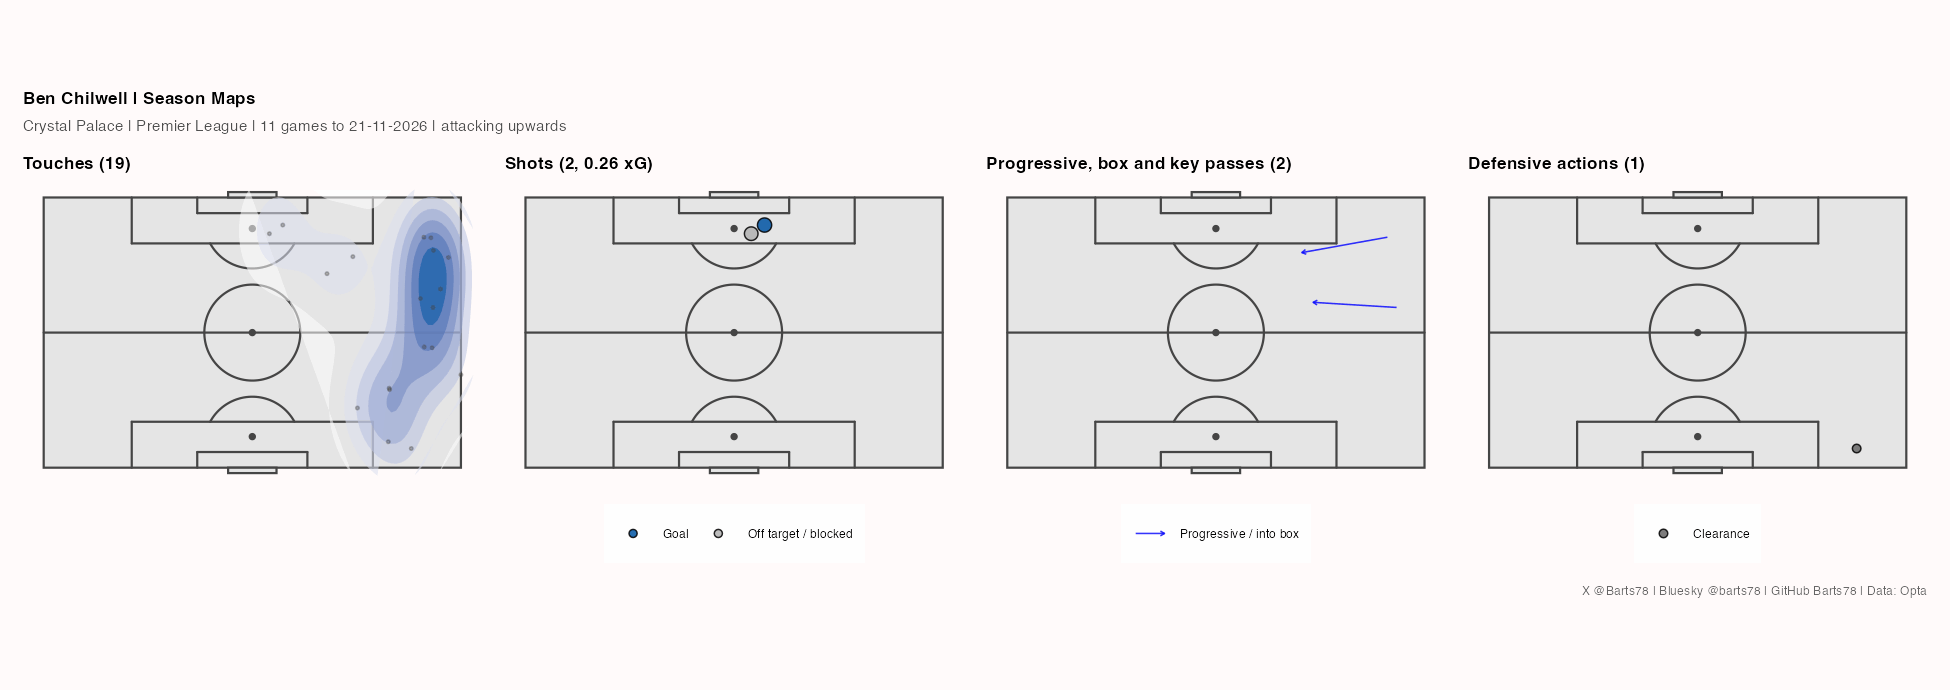 Ben Chilwell | Season Maps
Crystal Palace | Premier League | 11 games to 21-11-2026 | attacking upwards
Touches (19)
Shots (2, 0.26 xG)
Progressive, box and key passes (2)
Defensive actions (1)
Goal
Off target / blocked
Progressive / into box
Clearance
X @Barts78 | Bluesky @barts78 | GitHub Barts78 | Data: Opta